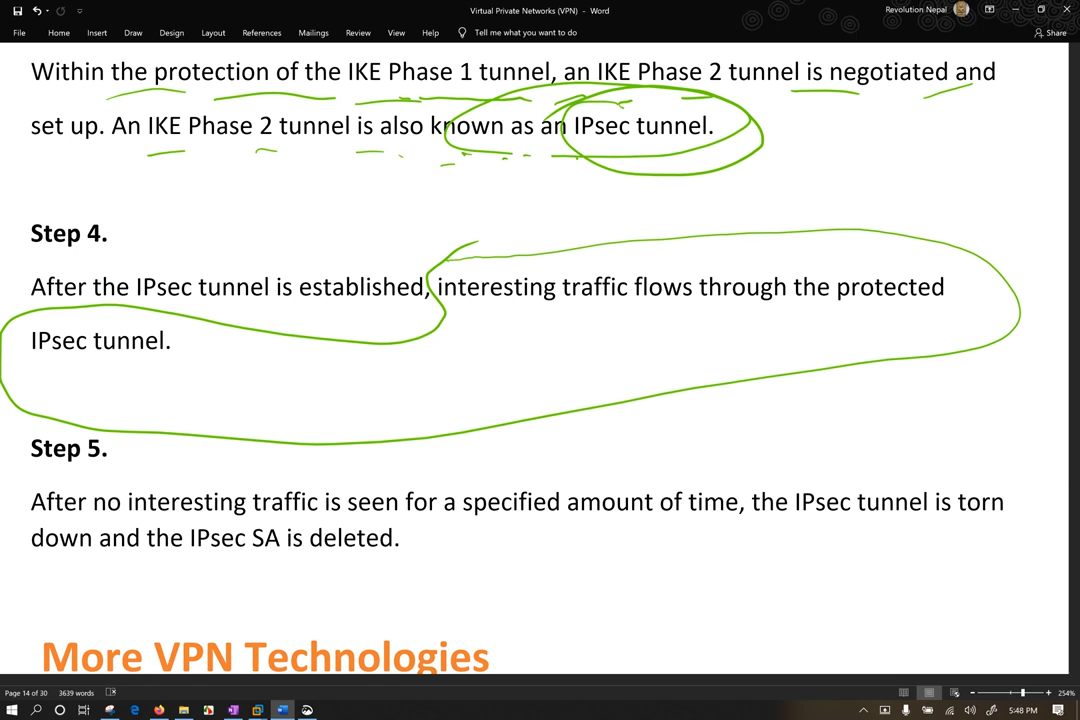 Virtual Private Networks (VPN) - Word
Revolution Nepal
File Home Insert Draw Design Layout References Mailings Review View Help Tell me what you want to do Share
Within the protection of the IKE Phase 1 tunnel, an IKE Phase 2 tunnel is negotiated and
set up. An IKE Phase 2 tunnel is also known as an IPsec tunnel.
Step 4.
After the IPsec tunnel is established, interesting traffic flows through the protected
IPsec tunnel.
Step 5.
After no interesting traffic is seen for a specified amount of time, the IPsec tunnel is torn
down and the IPsec SA is deleted.
More VPN Technologies
Page 14 of 30 3639 words 254%
5:48 PM